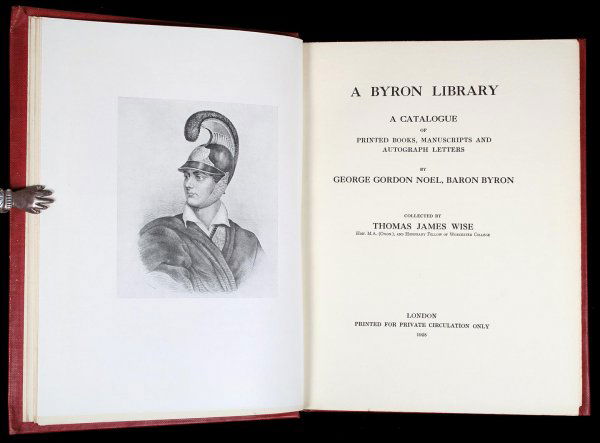 A BYRON LIBRARY
A CATALOGUE
OF
PRINTED BOOKS, MANUSCRIPTS AND
AUTOGRAPH LETTERS
BY
GEORGE GORDON NOEL, BARON BYRON
COLLECTED BY
THOMAS JAMES WISE
HON. M.A. (OXON.), AND HONORARY FELLOW OF WORCESTER COLLEGE
LONDON
PRINTED FOR PRIVATE CIRCULATION ONLY
1928